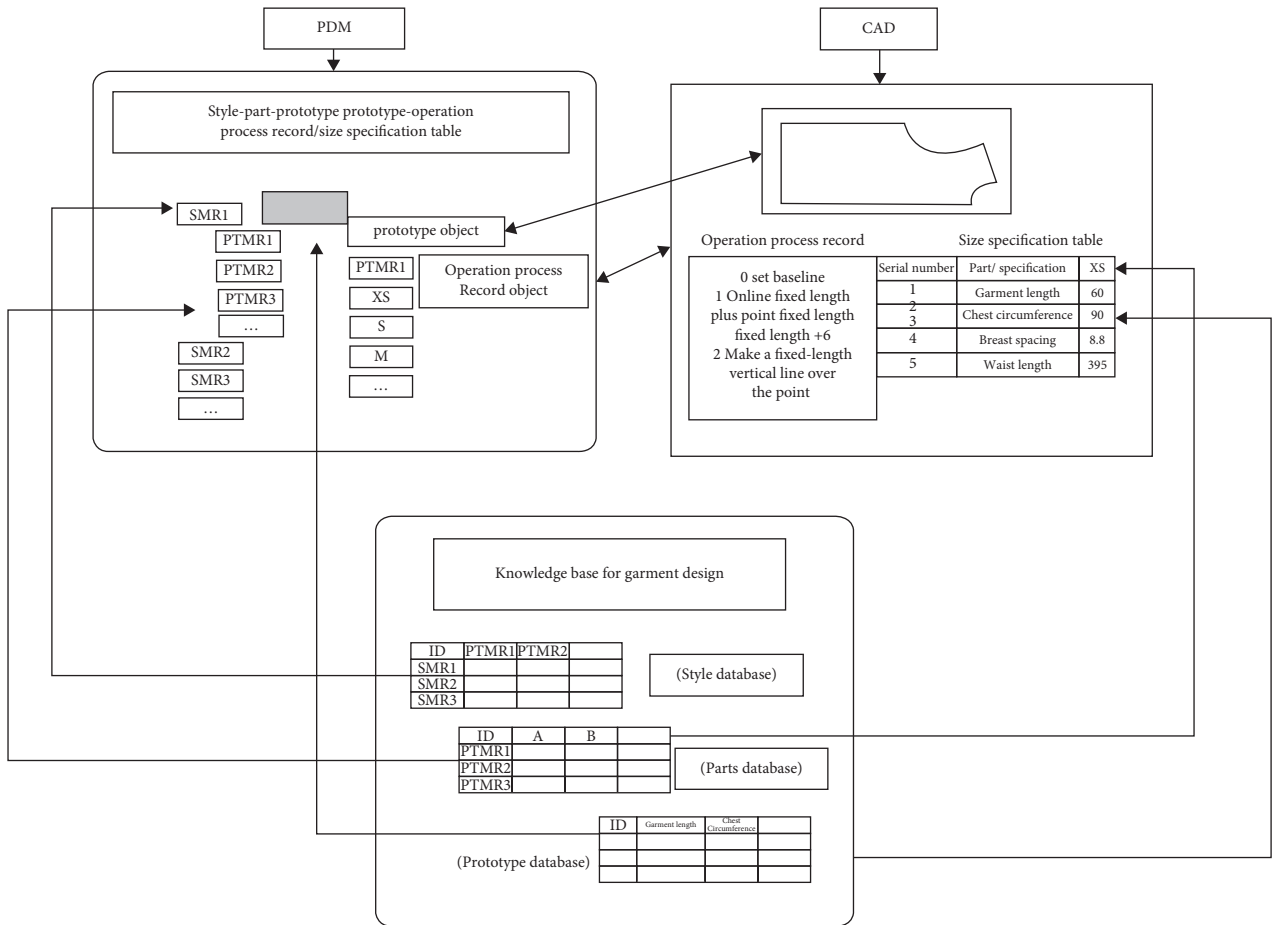 PDM
CAD
Style-part-prototype prototype-operation
process record/size specification table
SMR1
PTMR1
PTMR2
PTMR3
…
SMR2
SMR3
…
prototype object
PTMR1
XS
S
M
…
Operation process
Record object
Operation process record
0 set baseline
1 Online fixed length
plus point fixed length
fixed length +6
2 Make a fixed-length
vertical line over
the point
Size specification table
Serial number Part/ specification XS
1 Garment length 60
2
3 Chest circumference 90
4 Breast spacing 8.8
5 Waist length 395
Knowledge base for garment design
ID PTMR1 PTMR2
SMR1
SMR2
SMR3
(Style database)
ID A B
PTMR1
PTMR2
PTMR3
(Parts database)
ID Garment length Chest
Circumference
(Prototype database)